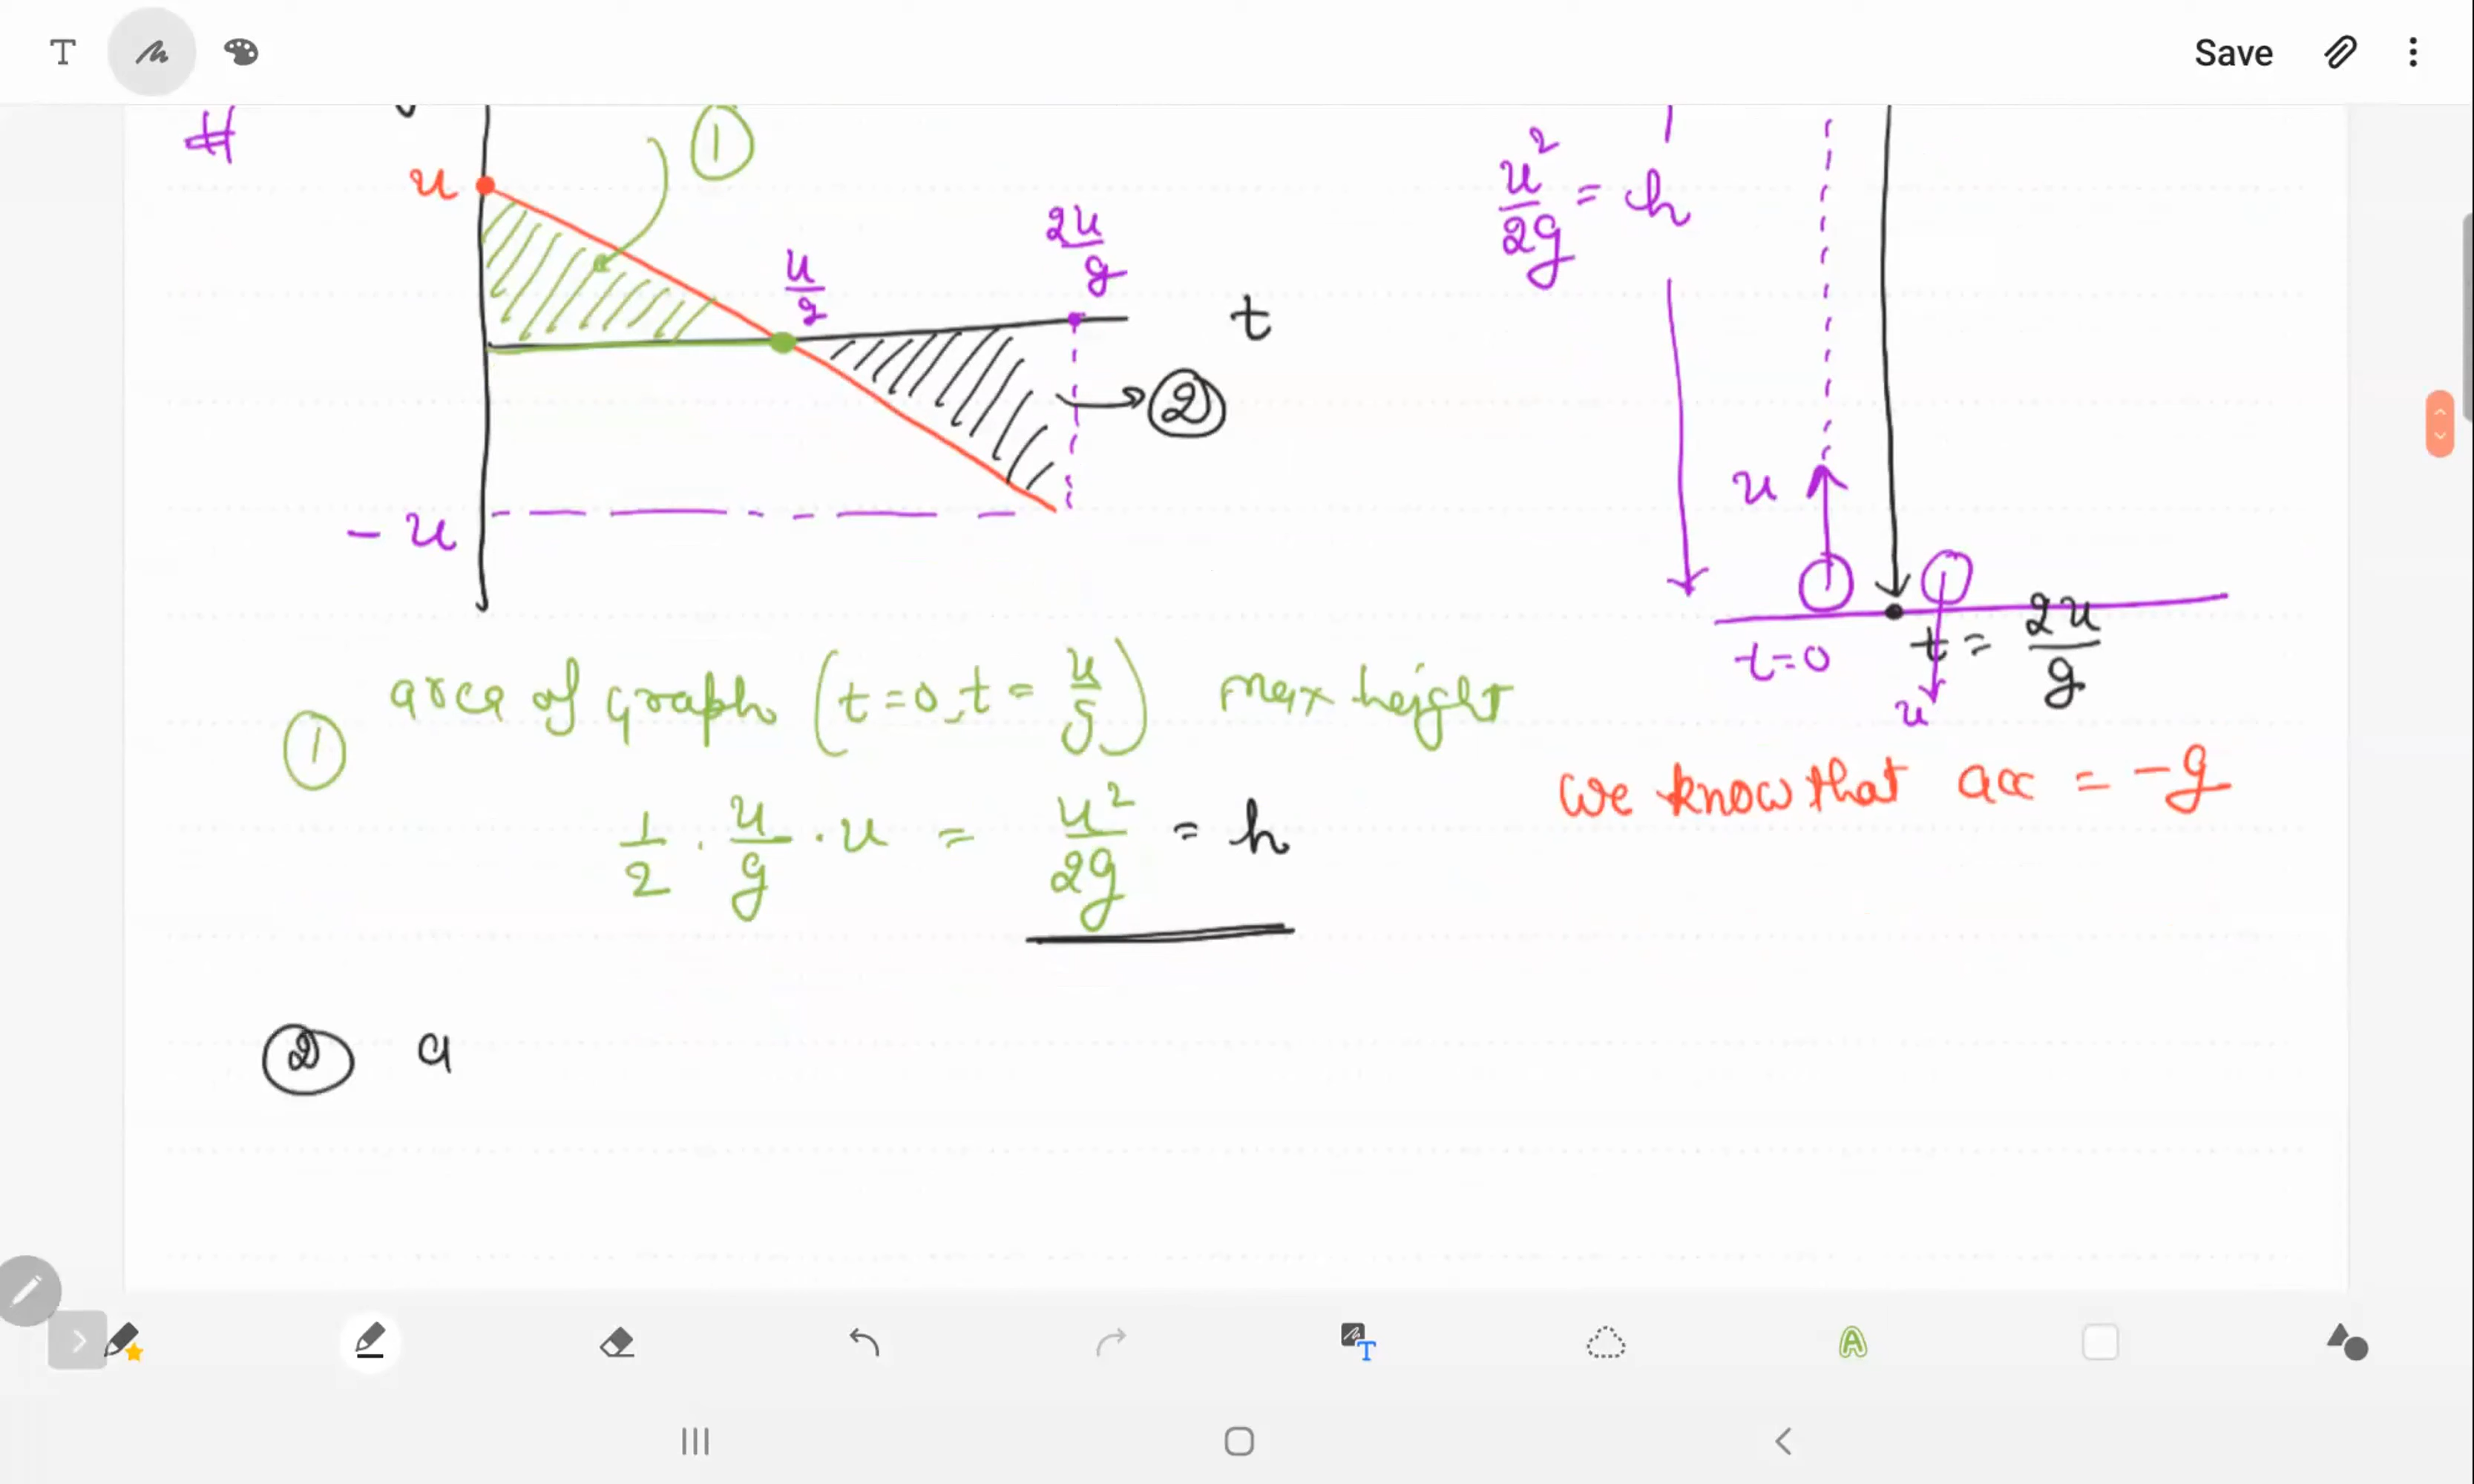 Save
#
u
①
u/g
2u/g
t
②
- u
u²/2g = h
u
t=0
t = 2u/g
u
① area of graph (t=0, t = u/g) max height
1/2 . u/g . u = u²/2g = h
we know that acc = -g
② a